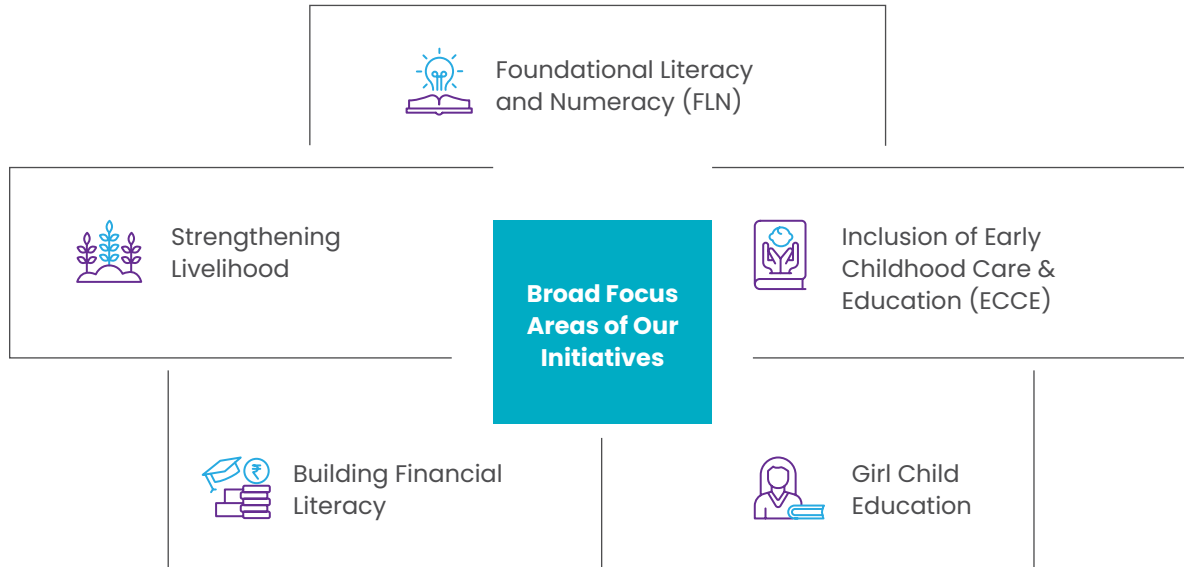 Foundational Literacy
and Numeracy (FLN)
Strengthening
Livelihood
Broad Focus
Areas of Our
Initiatives
Inclusion of Early
Childhood Care &
Education (ECCE)
Building Financial
Literacy
₹
Girl Child
Education